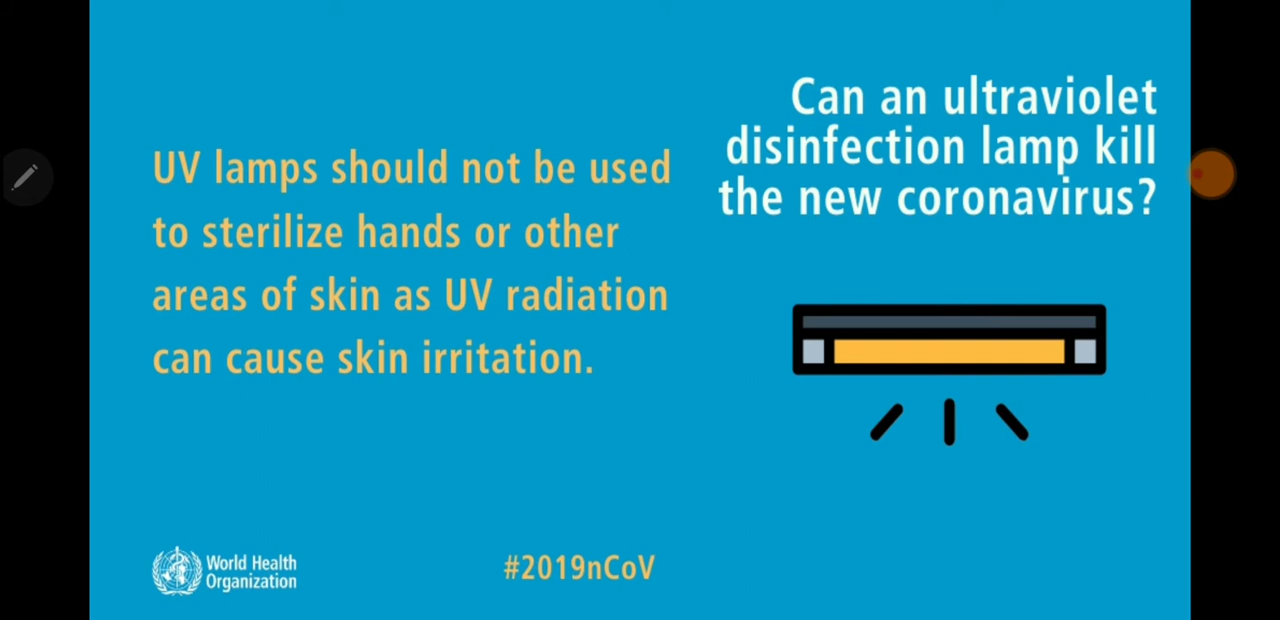 Can an ultraviolet
disinfection lamp kill
the new coronavirus?
UV lamps should not be used
to sterilize hands or other
areas of skin as UV radiation
can cause skin irritation.
World Health
Organization
#2019nCoV